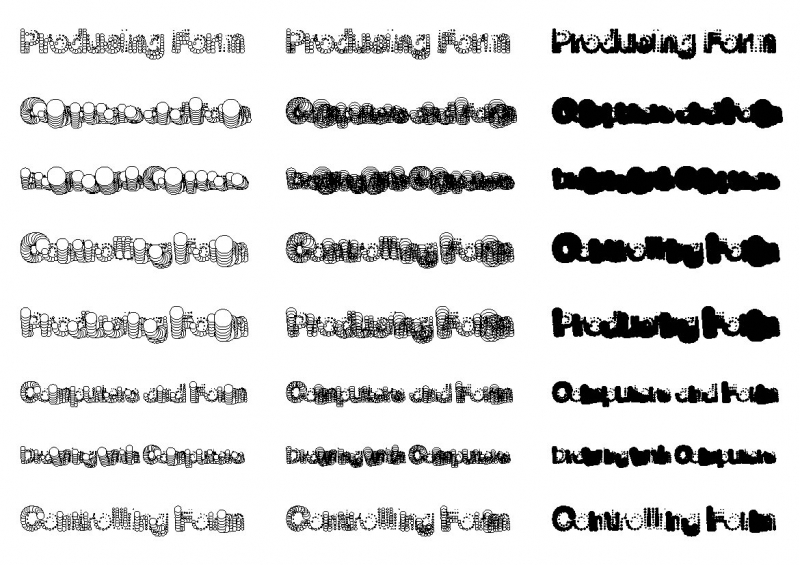 Producing Form Producing Form Producing Form
Computers and Form Computers and Form Computers and Form
Drawing with Computers Drawing with Computers Drawing with Computers
Controlling Form Controlling Form Controlling Form
Producing Form Producing Form Producing Form
Computers and Form Computers and Form Computers and Form
Drawing with Computers Drawing with Computers Drawing with Computers
Controlling Form Controlling Form Controlling Form